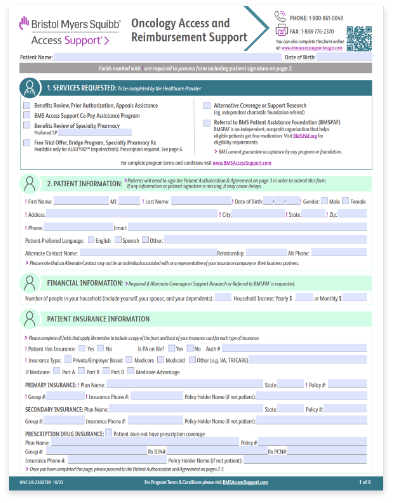 Bristol Myers Squibb®
Access Support®
Oncology Access and
Reimbursement Support
PHONE: 1-800-861-0048
FAX: 1-888-776-2370
You can also complete this form online
at: www.bmsaccesssupportsign.com
Patient Name: Date of Birth:
Fields marked with ! are required to process form including patient signature on page 3.
1. SERVICES REQUESTED: To be completed by the Healthcare Provider
Benefits Review, Prior Authorization, Appeals Assistance
BMS Access Support Co-Pay Assistance Program
Benefits Review of Specialty Pharmacy
Preferred SP
Free Trial Offer, Bridge Program, Specialty Pharmacy Rx
Available only for AUGTYRO™ (repotrectinib). Prescription required. See page 6.
Alternative Coverage or Support Research
(eg, independent charitable foundation referral)
Referral to BMS Patient Assistance Foundation (BMSPAF)
BMSPAF is an independent, nonprofit organization that helps
eligible patients get free medication. Visit BMSPAF.org for
eligibility requirements.
> BMS cannot guarantee acceptance by any program or foundation.
For complete program terms and conditions visit www.BMSAccessSupport.com
2. PATIENT INFORMATION: > Patients will need to sign the Patient Authorization & Agreement on page 3 in order to submit this form.
If any information or patient signature is missing, it may cause delays.
! First Name: MI: ! Last Name: ! Date of Birth: / / Gender: Male Female
! Address: ! City: ! State: ! Zip:
! Phone: Email:
Patient-Preferred Language: English Spanish Other:
Alternate Contact Name: Relationship: Alt Phone:
> Please note that an Alternate Contact may not be an individual associated with or a representative of your insurance company or their business partners.
FINANCIAL INFORMATION: > Required if Alternate Coverage or Support Research or Referral to BMSPAF is requested.
Number of people in your household (include yourself, your spouse, and your dependents): Household Income: Yearly $ or Monthly $
PATIENT INSURANCE INFORMATION
> Please complete all fields that apply. Remember to include a copy of the front and back of your insurance card for each type of insurance.
! Patient Has Insurance: Yes No Is PA on file? Yes No Auth #
! Insurance Type: Private/Employer Based Medicare Medicaid Other (e.g. VA, TRICARE)
If Medicare: Part A Part B Part D Medicare Advantage
PRIMARY INSURANCE: ! Plan Name: State: ! Policy #:
! Group #: ! Insurance Phone #: Policy Holder Name (if not patient):
SECONDARY INSURANCE: Plan Name: State: Policy #:
Group #: Insurance Phone #: Policy Holder Name (if not patient):
PRESCRIPTION DRUG INSURANCE: Patient does not have prescription coverage
Plan Name: Policy #:
Group #: Rx BIN#: Rx PCN#:
Insurance Phone #: Policy Holder Name (if not patient):
> Once you have completed this page, please proceed to the Patient Authorization and Agreement on pages 2-3.
For Program Terms & Conditions please visit BMSAccessSupport.com
1 of 6